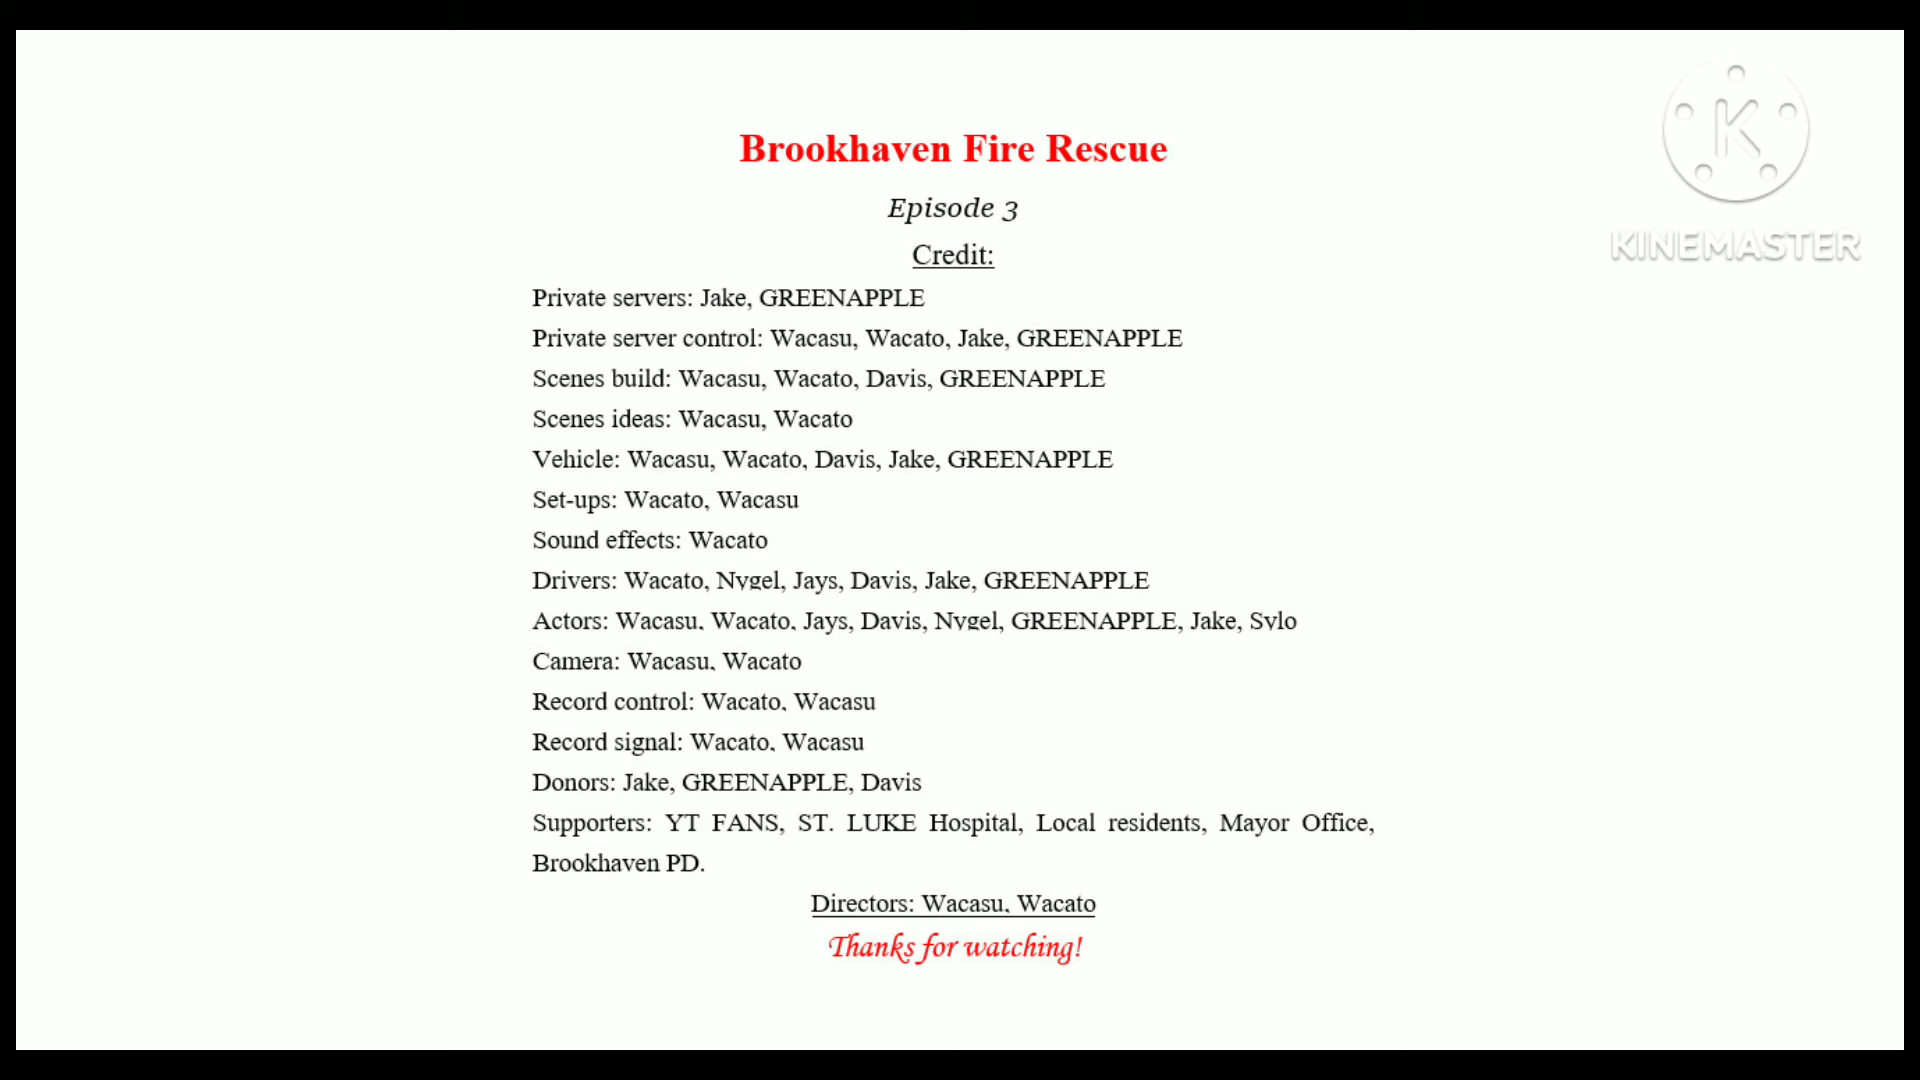 Brookhaven Fire Rescue
K
KINEMASTER
Episode 3
Credit:
Private servers: Jake, GREENAPPLE
Private server control: Wacasu, Wacato, Jake, GREENAPPLE
Scenes build: Wacasu, Wacato, Davis, GREENAPPLE
Scenes ideas: Wacasu, Wacato
Vehicle: Wacasu, Wacato, Davis, Jake, GREENAPPLE
Set-ups: Wacato, Wacasu
Sound effects: Wacato
Drivers: Wacato, Nygel, Jays, Davis, Jake, GREENAPPLE
Actors: Wacasu, Wacato, Jays, Davis, Nygel, GREENAPPLE, Jake, Sylo
Camera: Wacasu, Wacato
Record control: Wacato, Wacasu
Record signal: Wacato, Wacasu
Donors: Jake, GREENAPPLE, Davis
Supporters: YT FANS, ST. LUKE Hospital, Local residents, Mayor Office,
Brookhaven PD.
Directors: Wacasu, Wacato
Thanks for watching!